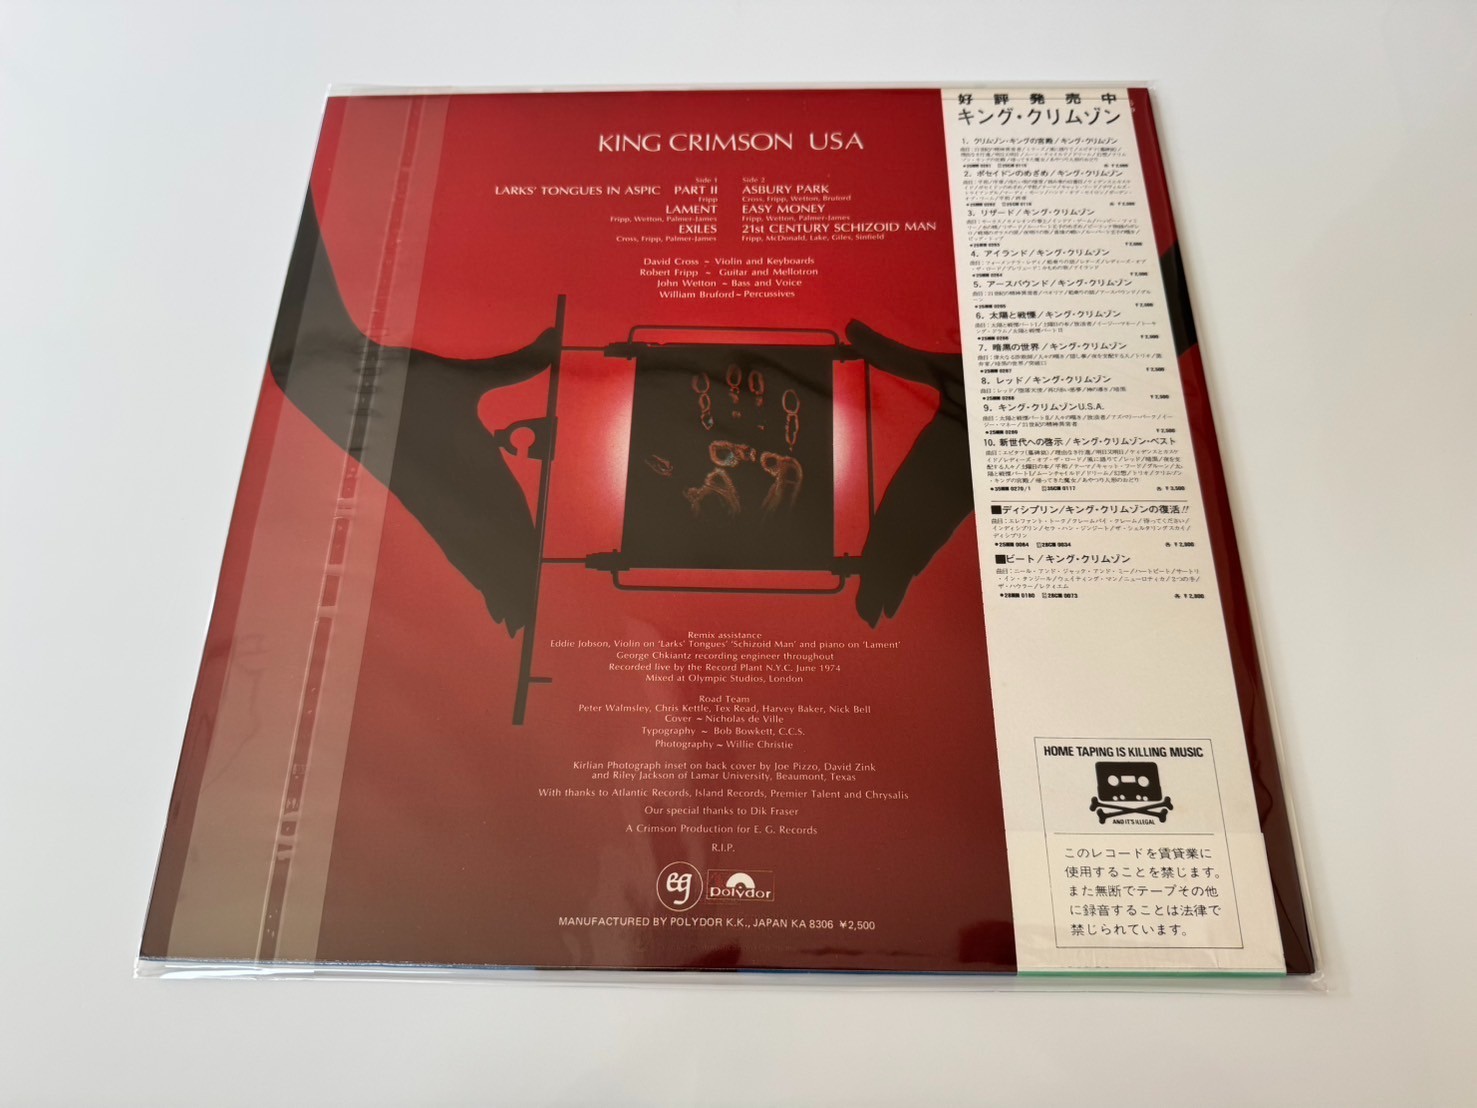 KING CRIMSON USA
Side 1
LARKS' TONGUES IN ASPIC PART II
Fripp
LAMENT
Fripp, Wetton, Palmer-James
EXILES
Cross, Fripp, Palmer-James
Side 2
ASBURY PARK
Cross, Fripp, Wetton, Bruford
EASY MONEY
Fripp, Wetton, Palmer-James
21st CENTURY SCHIZOID MAN
Fripp, McDonald, Lake, Giles, Sinfield
David Cross ~ Violin and Keyboards
Robert Fripp ~ Guitar and Mellotron
John Wetton ~ Bass and Voice
William Bruford ~ Percussives
Remix assistance
Eddie Jobson, Violin on 'Larks' Tongues' 'Schizoid Man' and piano on 'Lament'
George Chkiantz recording engineer throughout
Recorded live by the Record Plant N.Y.C. June 1974
Mixed at Olympic Studios, London
Road Team
Peter Walmsley, Chris Kettle, Tex Read, Harvey Baker, Nick Bell
Cover ~ Nicholas de Ville
Typography ~ Bob Bowkett, C.C.S.
Photography ~ Willie Christie
Kirlian Photograph inset on back cover by Joe Pizzo, David Zink
and Riley Jackson of Lamar University, Beaumont, Texas
With thanks to Atlantic Records, Island Records, Premier Talent and Chrysalis
Our special thanks to Dik Fraser
A Crimson Production for E. G. Records
R.I.P.
eg
polydor
MANUFACTURED BY POLYDOR K.K., JAPAN KA 8306 ¥2,500
好評発売中
キング・クリムゾン
1. クリムゾン・キングの宮殿/キング・クリムゾン
2. ポセイドンのめざめ/キング・クリムゾン
3. リザード/キング・クリムゾン
4. アイランド/キング・クリムゾン
5. アースバウンド/キング・クリムゾン
6. 太陽と戦慄/キング・クリムゾン
7. 暗黒の世界/キング・クリムゾン
8. レッド/キング・クリムゾン
9. キング・クリムゾンU.S.A.
10. 新世代への啓示/キング・クリムゾン・ベスト
■ディシプリン/キング・クリムゾンの復活!!
■ビート/キング・クリムゾン
HOME TAPING IS KILLING MUSIC
AND IT'S ILLEGAL
このレコードを賃貸業に
使用することを禁じます。
また無断でテープその他
に録音することは法律で
禁じられています。